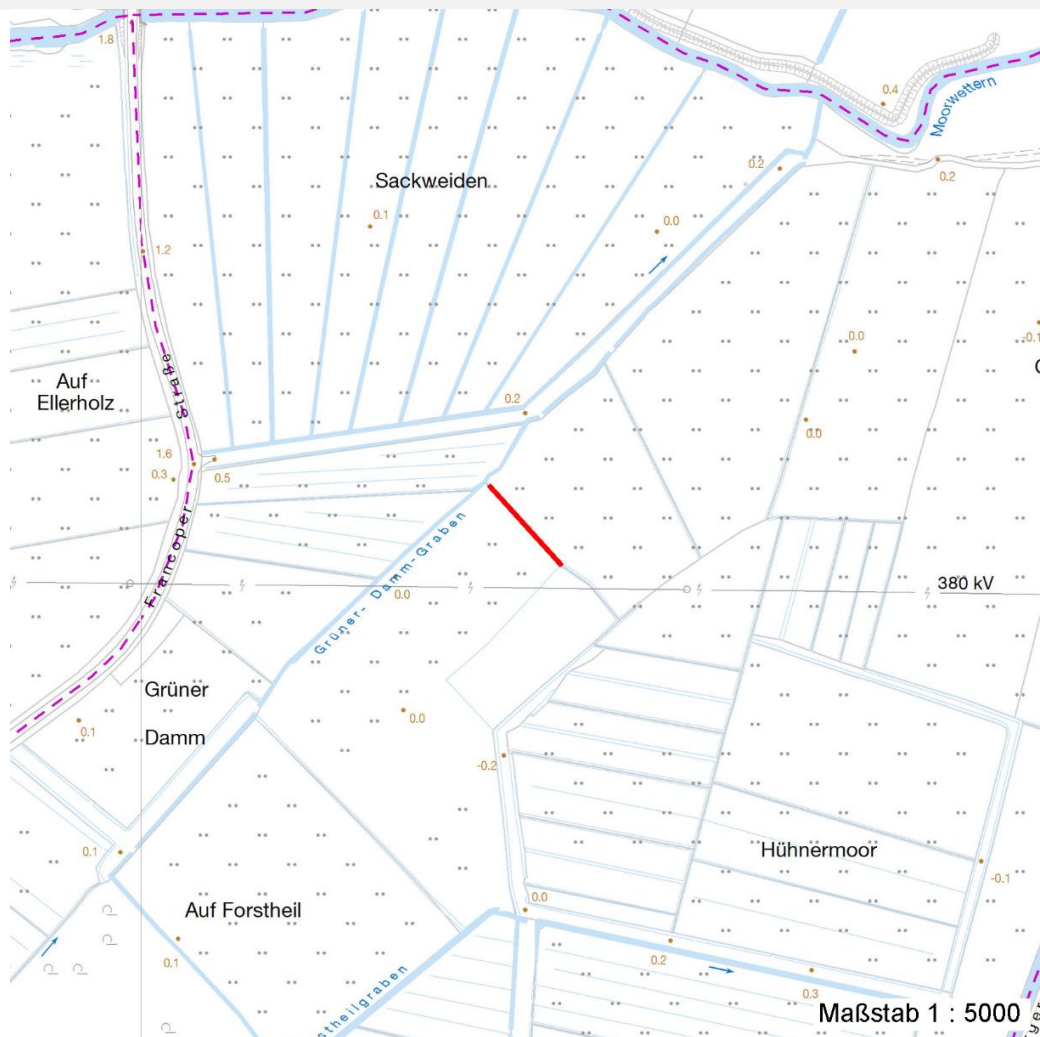 1.8
0.4
Moorwettern
0.2
0.2
Sackweiden
0.1
0.0
1.2
-0.1
0.0
Auf
Ellerholz
Francoper Straße
0.2
0.0
1.6
0.3
0.5
Grüner-Damm-Graben
0.0
380 kV
Grüner
Damm
0.1
0.0
-0.2
0.1
Hühnermoor
-0.1
0.0
Auf Forstheil
0.1
stheilgraben
0.2
0.3
Maßstab 1 : 5000